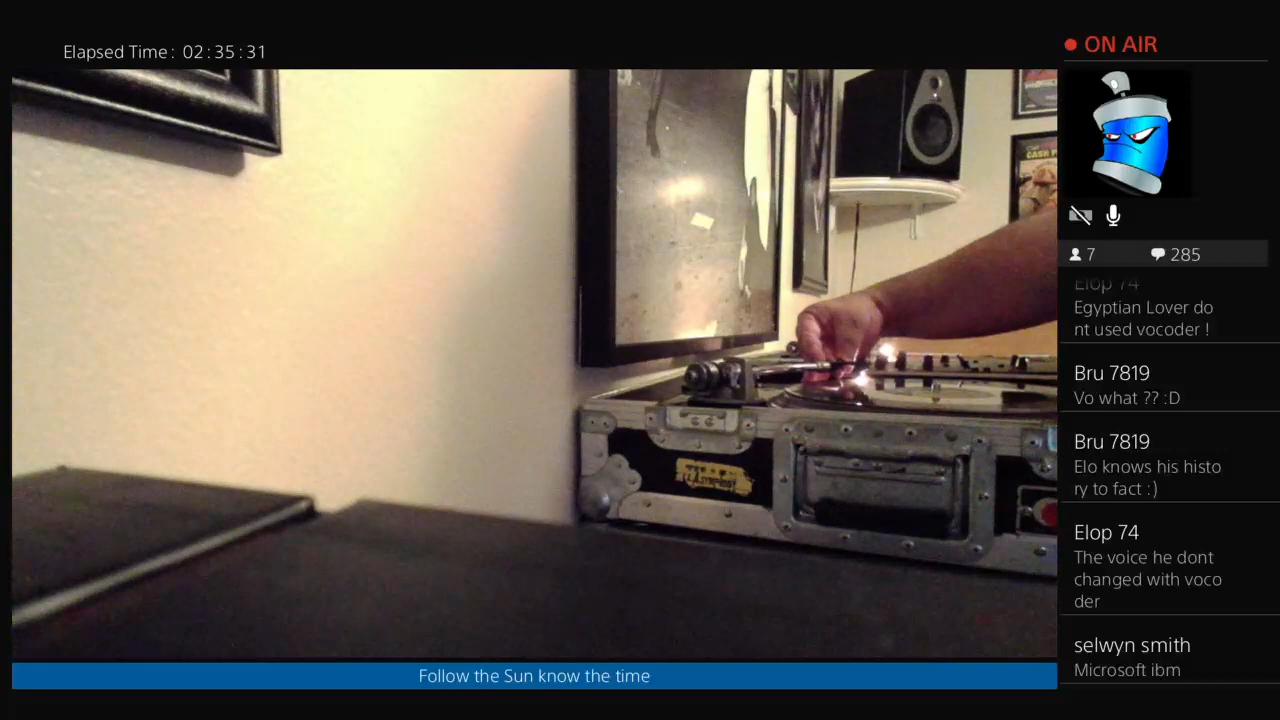 Elapsed Time: 02:35:31
ON AIR
7
285
Elop 74
Egyptian Lover do
nt used vocoder !
Bru 7819
Vo what ?? :D
Bru 7819
Elo knows his histo
ry to fact :)
Elop 74
The voice he dont
changed with voco
der
selwyn smith
Microsoft ibm
CASH
Follow the Sun know the time